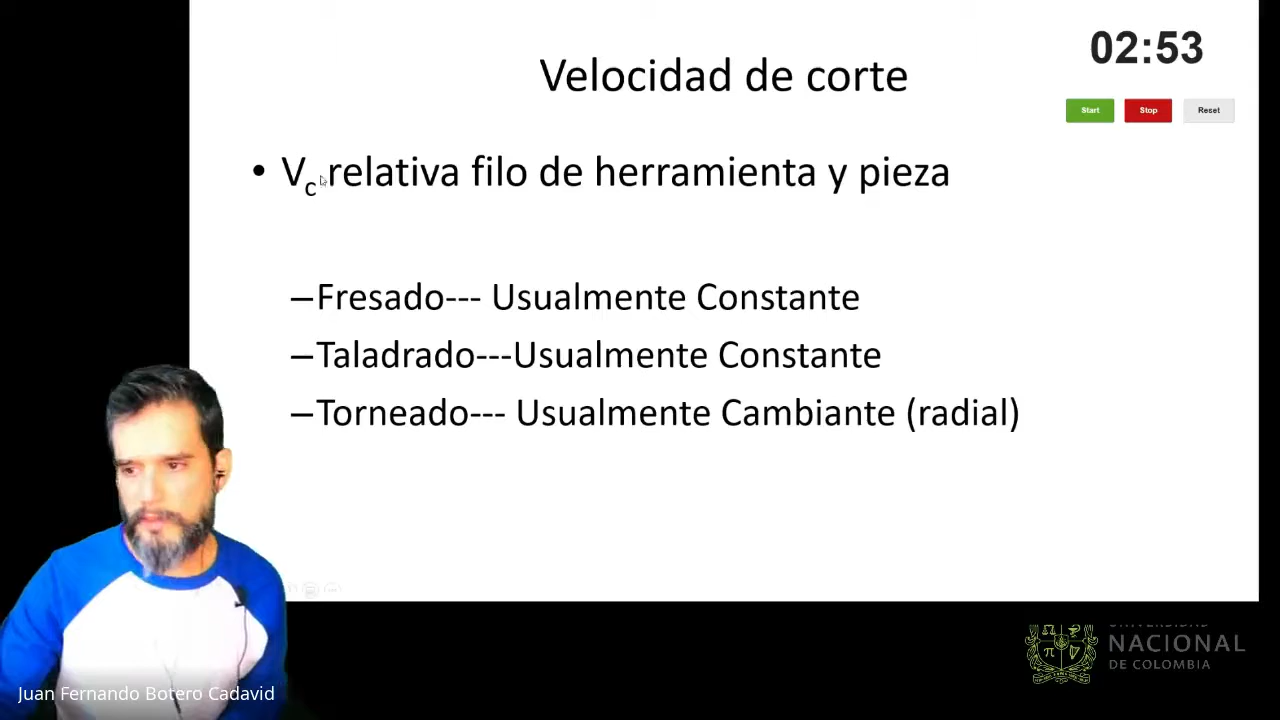 02:53
Velocidad de corte
Start Stop Reset
• Vc relativa filo de herramienta y pieza
–Fresado--- Usualmente Constante
–Taladrado---Usualmente Constante
–Torneado--- Usualmente Cambiante (radial)
UNIVERSIDAD
NACIONAL
DE COLOMBIA
Juan Fernando Botero Cadavid